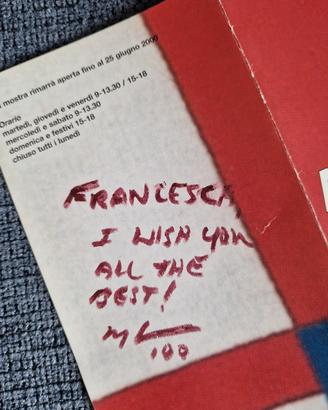 mostra rimarrà aperta fino al 25 giugno 2000
Orario
martedì, giovedì e venerdì 9-13.30 / 15-18
mercoledì e sabato 9-13.30
domenica e festivi 15-18
chiuso tutti i lunedì
FRANCESCA
I WISH YOU
ALL THE
BEST!
100